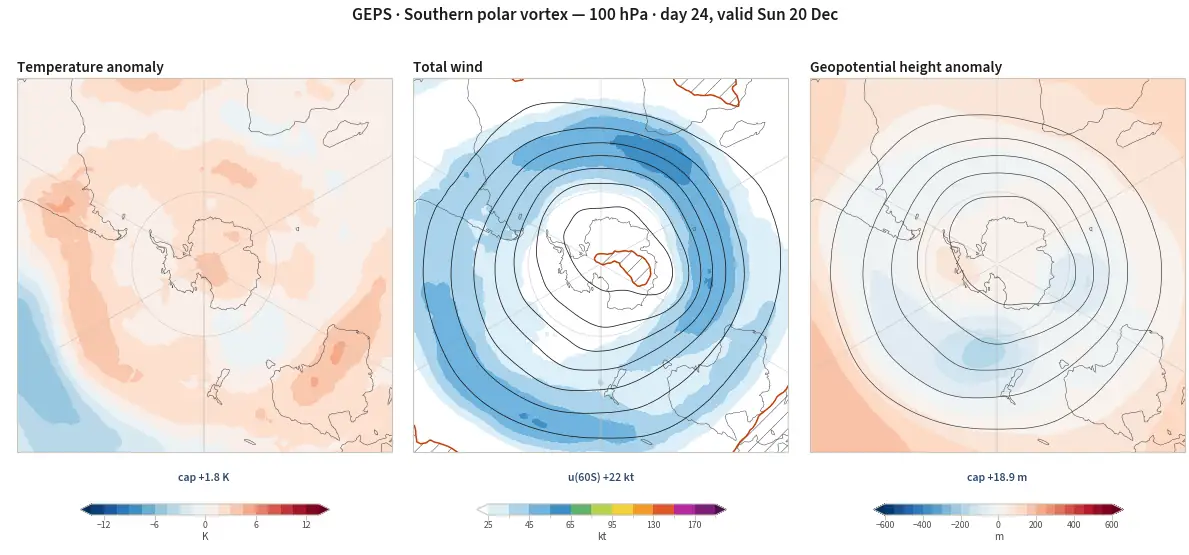 GEPS · Southern polar vortex — 100 hPa · day 24, valid Sun 20 Dec
Temperature anomaly
Total wind
Geopotential height anomaly
cap +1.8 K
u(60S) +22 kt
cap +18.9 m
−12 −6 0 6 12
K
25 45 65 95 130 170
kt
−600 −400 −200 0 200 400 600
m